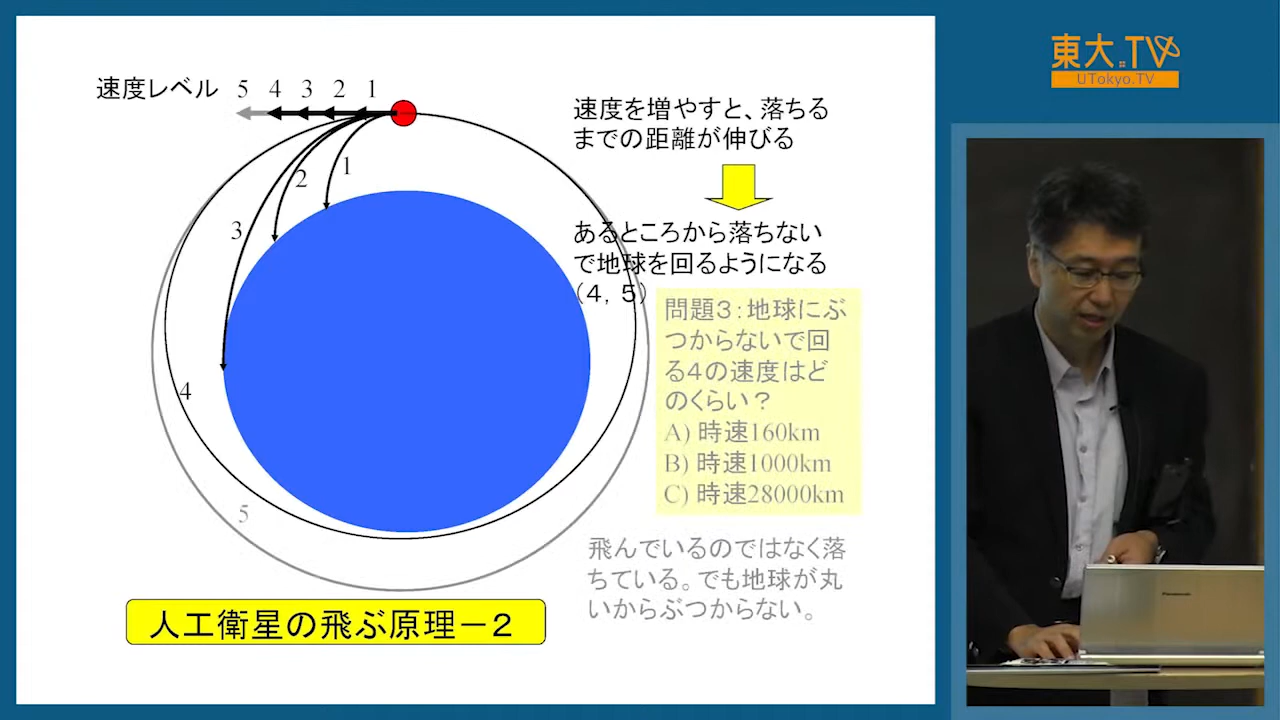 東大.TV
UTokyo.TV
速度レベル 5 4 3 2 1
1
2
3
4
5
速度を増やすと、落ちる
までの距離が伸びる
あるところから落ちない
で地球を回るようになる
(4, 5)
問題3:地球にぶ
つからないで回
る4の速度はど
のくらい?
A) 時速160km
B) 時速1000km
C) 時速28000km
飛んでいるのではなく落
ちている。でも地球が丸
いからぶつからない。
人工衛星の飛ぶ原理-2
Panasonic